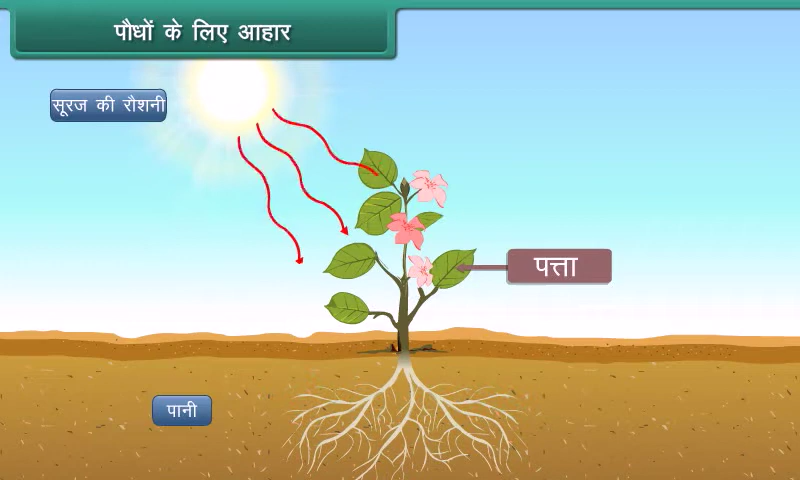 पौधों के लिए आहार
सूरज की रौशनी
पत्ता
पानी